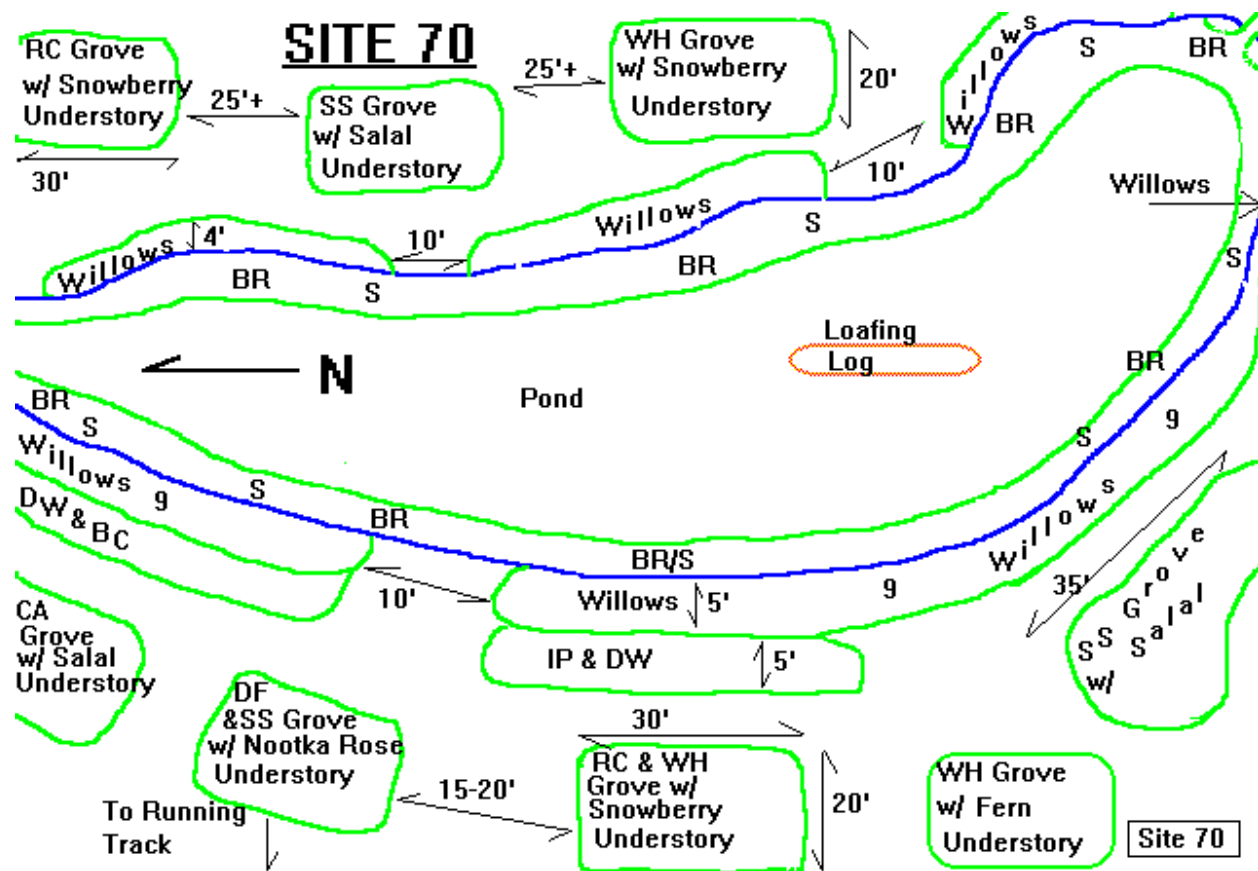 SITE 70
RC Grove
w/ Snowberry
Understory
25'+
SS Grove
w/ Salal
Understory
25'+
WH Grove
w/ Snowberry
Understory
20'
Willows
S
BR
BR
30'
10'
Willows
Willows
4'
10'
Willows
S
BR
S
BR
S
Loafing
Log
BR
N
Pond
BR
S
Willows
9
S
BR
BR/S
S
9
Willows
9
DW & BC
10'
Willows
5'
35'
SS Grove
w/ Salal
CA
Grove
w/ Salal
Understory
IP & DW
5'
DF
&SS Grove
w/ Nootka Rose
Understory
15-20'
30'
RC & WH
Grove w/
Snowberry
Understory
20'
WH Grove
w/ Fern
Understory
To Running
Track
Site 70